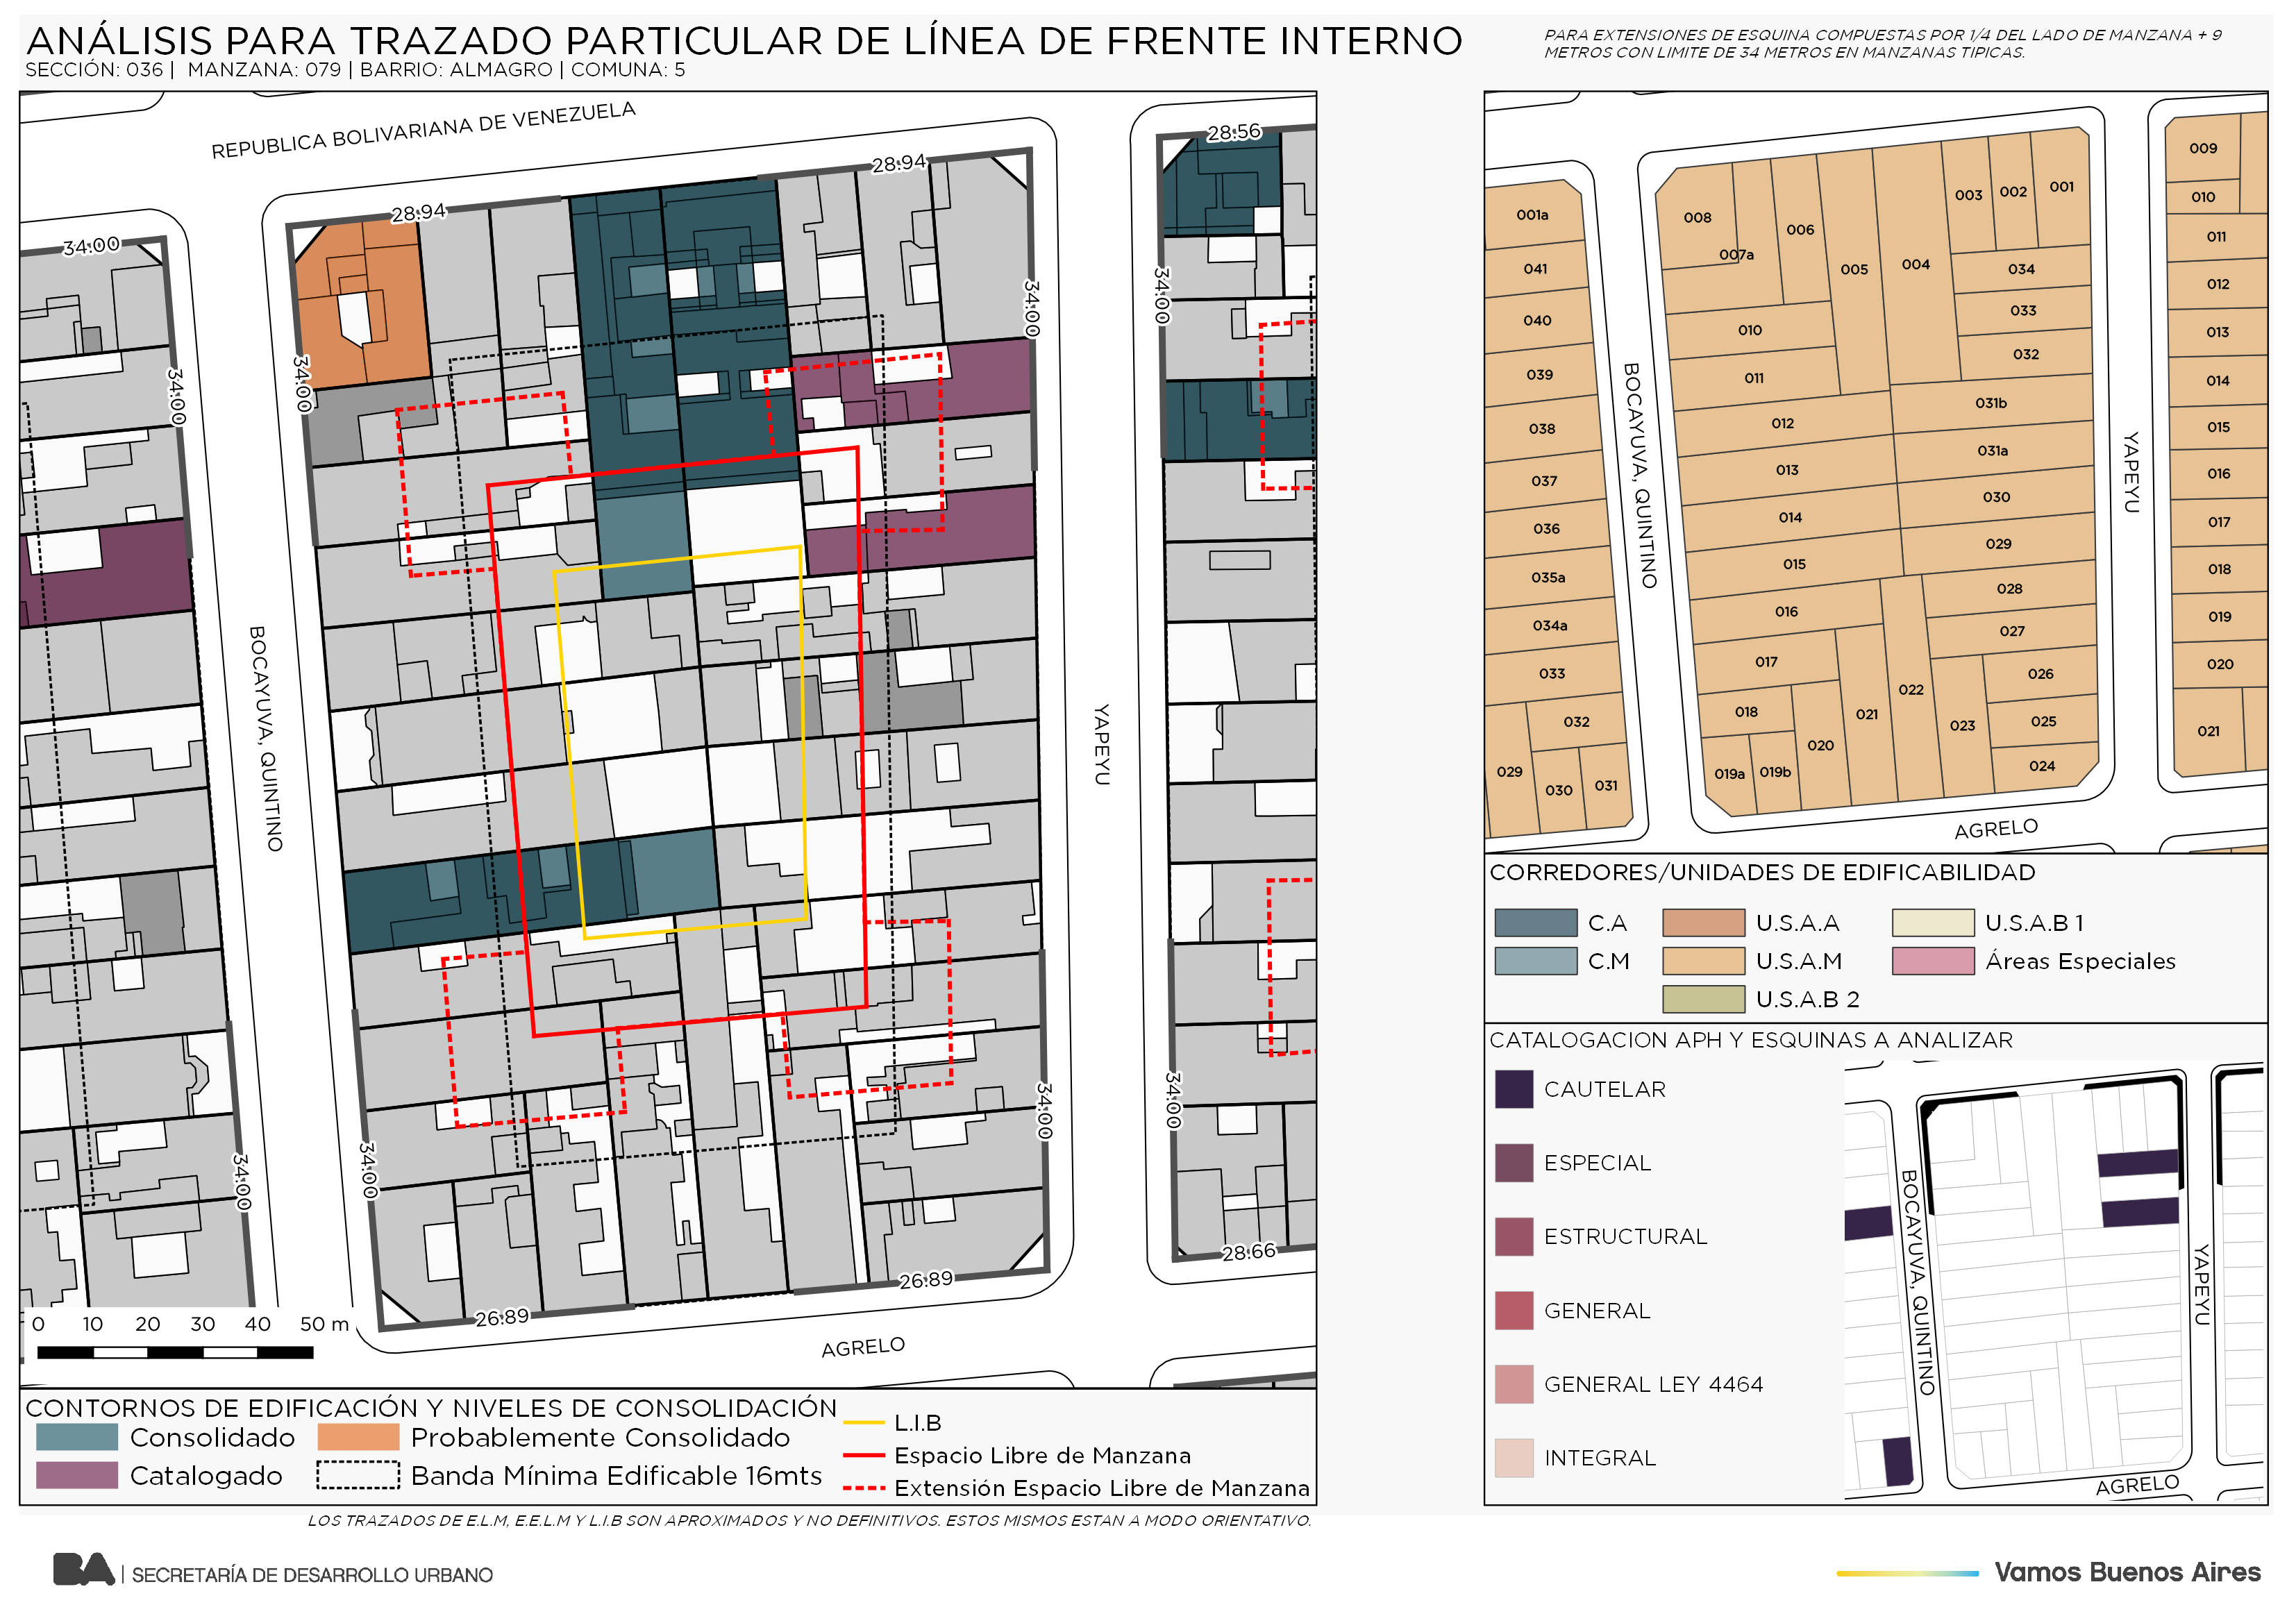 ANÁLISIS PARA TRAZADO PARTICULAR DE LÍNEA DE FRENTE INTERNO
SECCIÓN: 036 | MANZANA: 079 | BARRIO: ALMAGRO | COMUNA: 5
PARA EXTENSIONES DE ESQUINA COMPUESTAS POR 1/4 DEL LADO DE MANZANA + 9
METROS CON LIMITE DE 34 METROS EN MANZANAS TIPICAS.
REPUBLICA BOLIVARIANA DE VENEZUELA
28.56
28.94
28.94
34.00
34.00
34.00
34.00
34.00
BOCAYUVA, QUINTINO
YAPEYU
34.00
34.00
34.00
34.00
28.66
26.89
26.89
AGRELO
0 10 20 30 40 50 m
CONTORNOS DE EDIFICACIÓN Y NIVELES DE CONSOLIDACIÓN
Consolidado
Probablemente Consolidado
Catalogado
Banda Mínima Edificable 16mts
L.I.B
Espacio Libre de Manzana
Extensión Espacio Libre de Manzana
LOS TRAZADOS DE E.L.M, E.E.L.M Y L.I.B SON APROXIMADOS Y NO DEFINITIVOS. ESTOS MISMOS ESTAN A MODO ORIENTATIVO.
001a
041
040
039
038
037
036
035a
034a
033
032
029
030
031
BOCAYUVA, QUINTINO
008
007a
006
005
004
003
002
001
034
033
032
010
011
012
031b
013
031a
014
030
015
029
016
028
017
027
018
026
022
021
023
025
020
019a
019b
024
YAPEYU
009
010
011
012
013
014
015
016
017
018
019
020
021
AGRELO
CORREDORES/UNIDADES DE EDIFICABILIDAD
C.A
U.S.A.A
U.S.A.B 1
C.M
U.S.A.M
Áreas Especiales
U.S.A.B 2
CATALOGACION APH Y ESQUINAS A ANALIZAR
CAUTELAR
ESPECIAL
ESTRUCTURAL
GENERAL
GENERAL LEY 4464
INTEGRAL
BOCAYUVA, QUINTINO
YAPEYU
AGRELO
BA | SECRETARÍA DE DESARROLLO URBANO
Vamos Buenos Aires